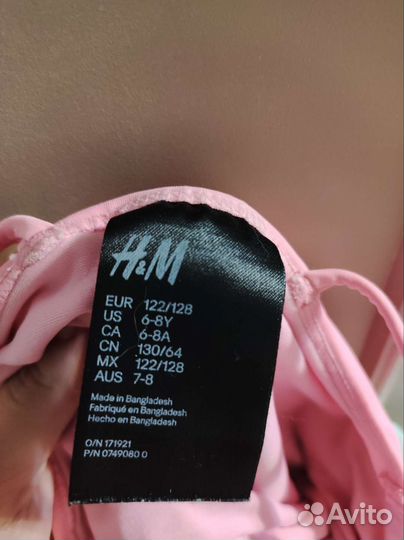 H&M
EUR 122/128
US 6-8Y
CA 6-8A
CN 130/64
MX 122/128
AUS 7-8
Made in Bangladesh
Fabriqué en Bangladesh
Hecho en Bangladesh
O/N 171921
P/N 0749080 0
Avito